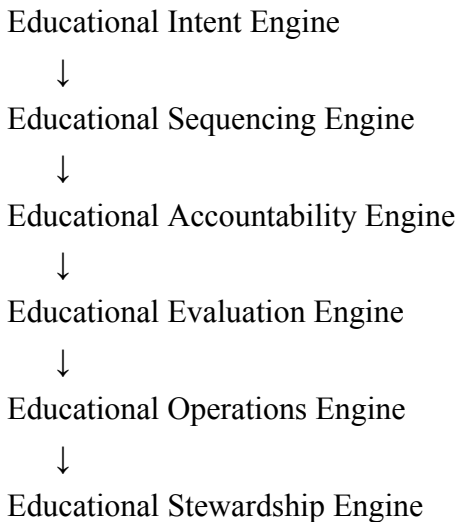 Educational Intent Engine
↓
Educational Sequencing Engine
↓
Educational Accountability Engine
↓
Educational Evaluation Engine
↓
Educational Operations Engine
↓
Educational Stewardship Engine